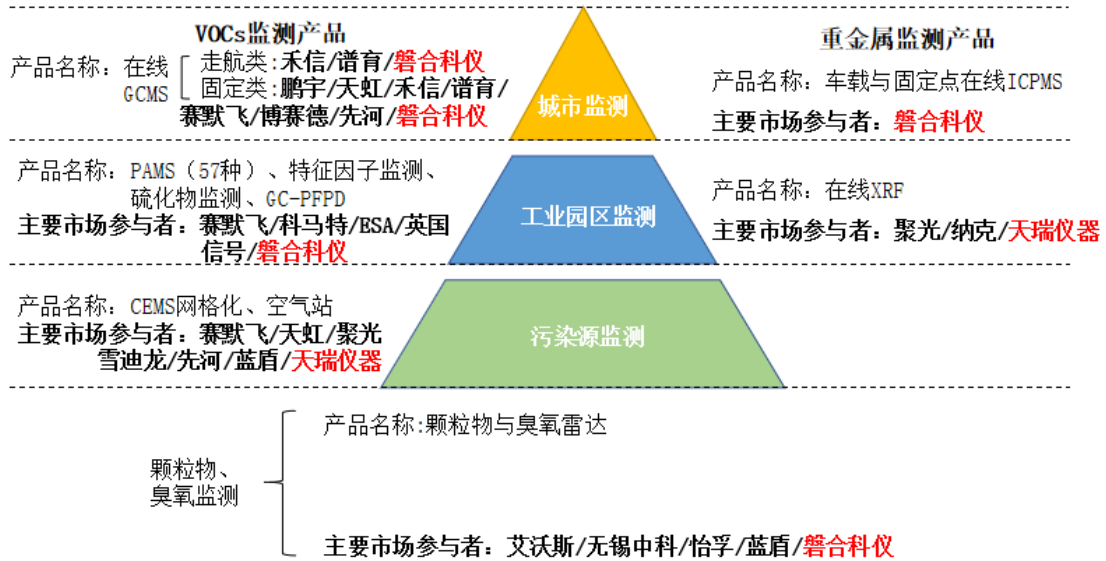 VOCs监测产品
产品名称：在线
GCMS
走航类:禾信/谱育/磐合科仪
固定类:鹏宇/天虹/禾信/谱育/
赛默飞/博赛德/先河/磐合科仪
城市监测
重金属监测产品
产品名称：车载与固定点在线ICPMS
主要市场参与者：磐合科仪
产品名称：PAMS（57种）、特征因子监测、
硫化物监测、GC-PFPD
主要市场参与者：赛默飞/科马特/ESA/英国
信号/磐合科仪
工业园区监测
产品名称：在线XRF
主要市场参与者：聚光/纳克/天瑞仪器
产品名称：CEMS网格化、空气站
主要市场参与者：赛默飞/天虹/聚光
雪迪龙/先河/蓝盾/天瑞仪器
污染源监测
颗粒物、
臭氧监测
产品名称:颗粒物与臭氧雷达
主要市场参与者：艾沃斯/无锡中科/怡孚/蓝盾/磐合科仪